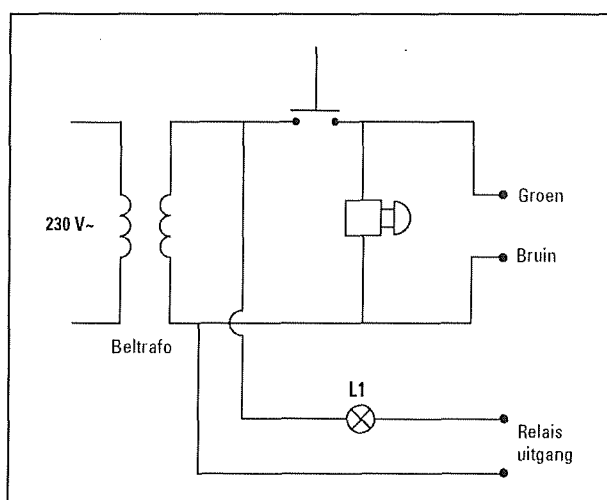 230 V~
Groen
Bruin
Beltrafo
L1
Relais
uitgang